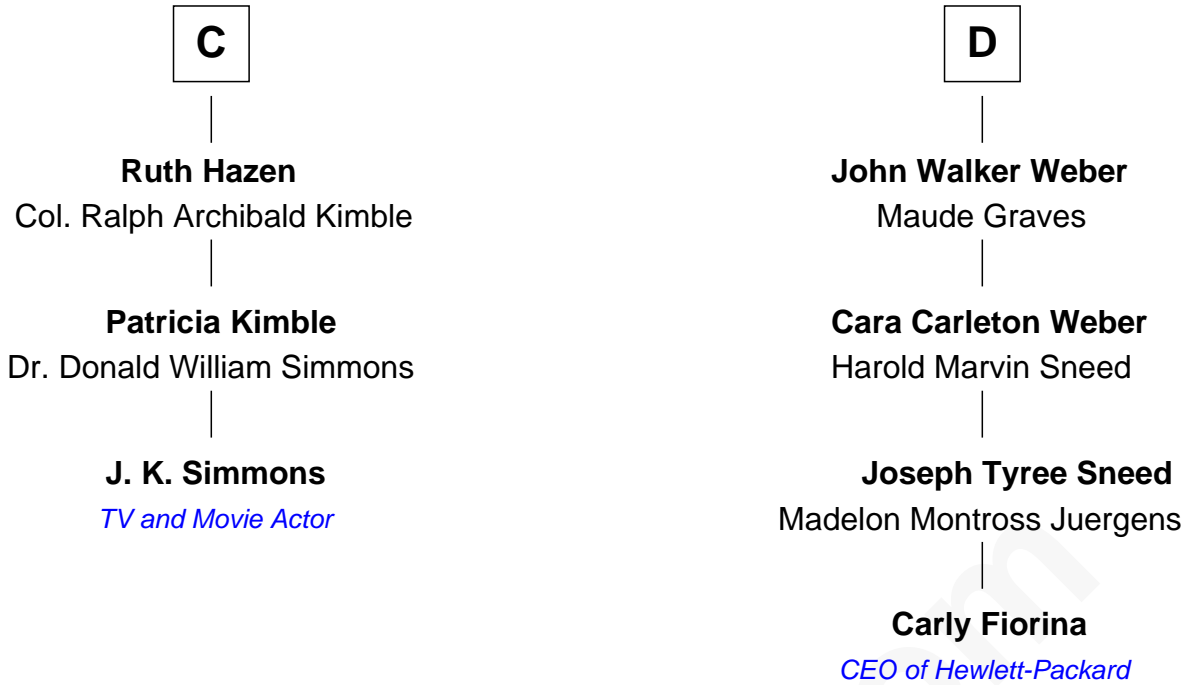 C
Ruth Hazen
Col. Ralph Archibald Kimble
Patricia Kimble
Dr. Donald William Simmons
J. K. Simmons
TV and Movie Actor
D
John Walker Weber
Maude Graves
Cara Carleton Weber
Harold Marvin Sneed
Joseph Tyree Sneed
Madelon Montross Juergens
Carly Fiorina
CEO of Hewlett-Packard